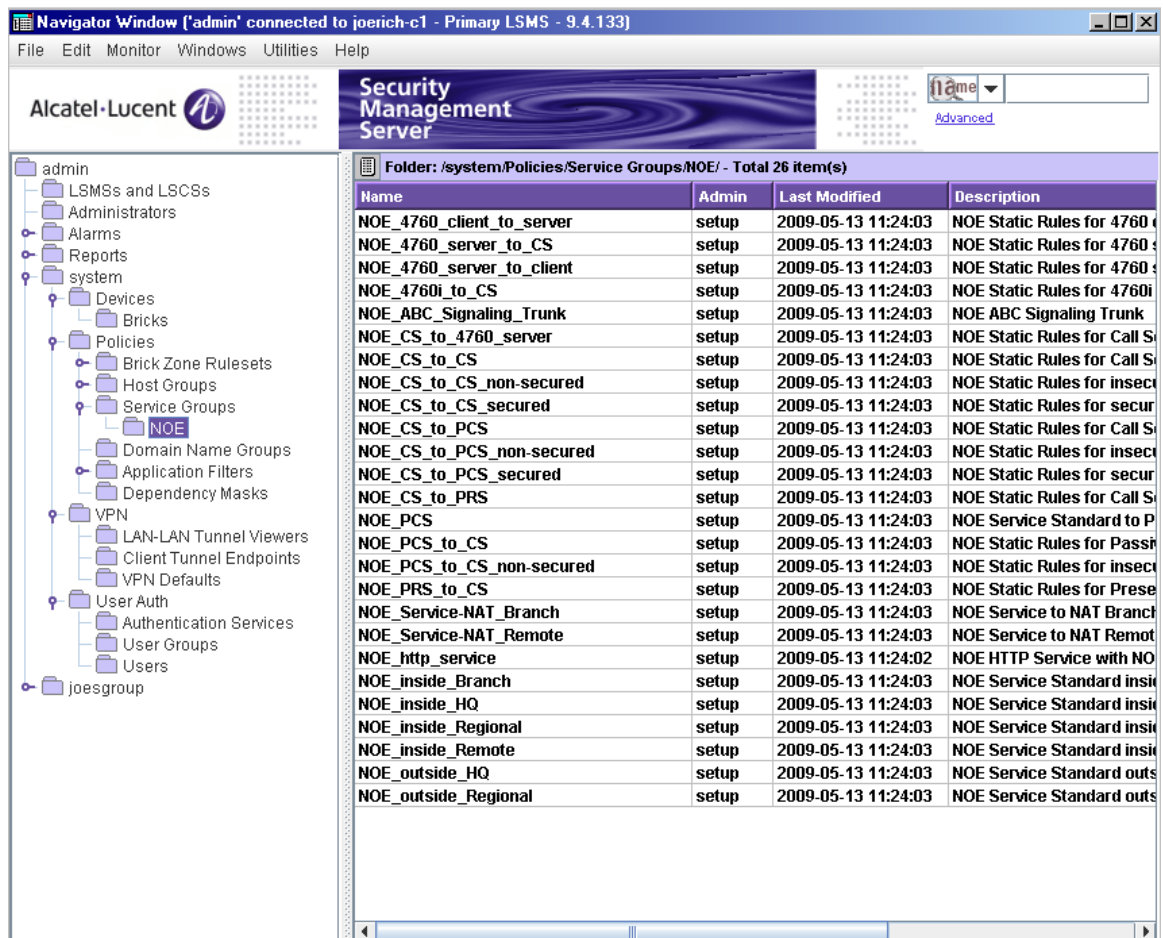 Navigator Window ('admin' connected to joerich-c1 - Primary LSMS - 9.4.133)
File Edit Monitor Windows Utilities Help
Alcatel·Lucent
Security
Management
Server
name
Advanced
admin
LSMSs and LSCSs
Administrators
Alarms
Reports
system
Devices
Bricks
Policies
Brick Zone Rulesets
Host Groups
Service Groups
NOE
Domain Name Groups
Application Filters
Dependency Masks
VPN
LAN-LAN Tunnel Viewers
Client Tunnel Endpoints
VPN Defaults
User Auth
Authentication Services
User Groups
Users
joesgroup
Folder: /system/Policies/Service Groups/NOE/ - Total 26 item(s)
Name Admin Last Modified Description
NOE_4760_client_to_server setup 2009-05-13 11:24:03 NOE Static Rules for 4760
NOE_4760_server_to_CS setup 2009-05-13 11:24:03 NOE Static Rules for 4760
NOE_4760_server_to_client setup 2009-05-13 11:24:03 NOE Static Rules for 4760
NOE_4760i_to_CS setup 2009-05-13 11:24:03 NOE Static Rules for 4760i
NOE_ABC_Signaling_Trunk setup 2009-05-13 11:24:03 NOE ABC Signaling Trunk
NOE_CS_to_4760_server setup 2009-05-13 11:24:03 NOE Static Rules for Call
NOE_CS_to_CS setup 2009-05-13 11:24:03 NOE Static Rules for Call
NOE_CS_to_CS_non-secured setup 2009-05-13 11:24:03 NOE Static Rules for insec
NOE_CS_to_CS_secured setup 2009-05-13 11:24:03 NOE Static Rules for secur
NOE_CS_to_PCS setup 2009-05-13 11:24:03 NOE Static Rules for Call
NOE_CS_to_PCS_non-secured setup 2009-05-13 11:24:03 NOE Static Rules for insec
NOE_CS_to_PCS_secured setup 2009-05-13 11:24:03 NOE Static Rules for secur
NOE_CS_to_PRS setup 2009-05-13 11:24:03 NOE Static Rules for Call
NOE_PCS setup 2009-05-13 11:24:03 NOE Service Standard to P
NOE_PCS_to_CS setup 2009-05-13 11:24:03 NOE Static Rules for Passi
NOE_PCS_to_CS_non-secured setup 2009-05-13 11:24:03 NOE Static Rules for insec
NOE_PRS_to_CS setup 2009-05-13 11:24:03 NOE Static Rules for Prese
NOE_Service-NAT_Branch setup 2009-05-13 11:24:03 NOE Service to NAT Branch
NOE_Service-NAT_Remote setup 2009-05-13 11:24:03 NOE Service to NAT Remot
NOE_http_service setup 2009-05-13 11:24:02 NOE HTTP Service with NO
NOE_inside_Branch setup 2009-05-13 11:24:03 NOE Service Standard insi
NOE_inside_HQ setup 2009-05-13 11:24:03 NOE Service Standard insi
NOE_inside_Regional setup 2009-05-13 11:24:03 NOE Service Standard insi
NOE_inside_Remote setup 2009-05-13 11:24:03 NOE Service Standard insi
NOE_outside_HQ setup 2009-05-13 11:24:03 NOE Service Standard outs
NOE_outside_Regional setup 2009-05-13 11:24:03 NOE Service Standard outs